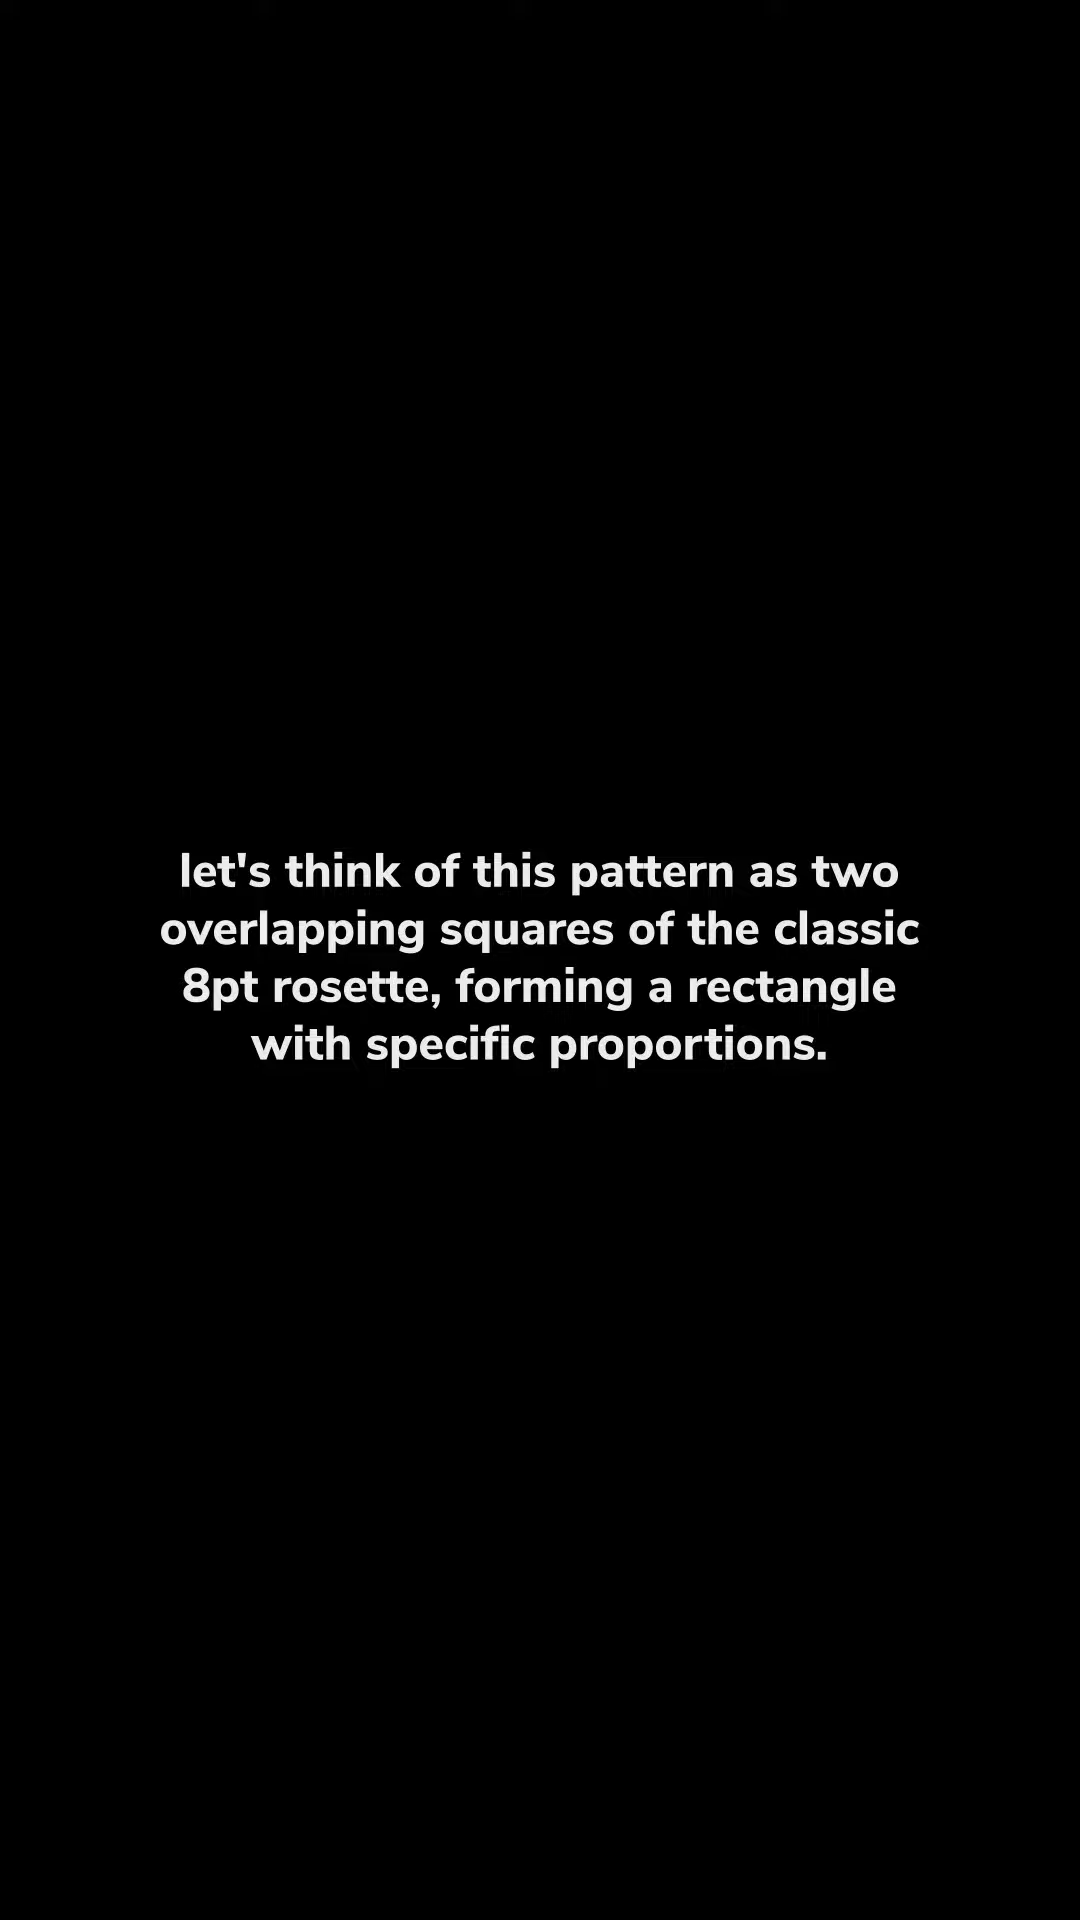 let's think of this pattern as two
overlapping squares of the classic
8pt rosette, forming a rectangle
with specific proportions.